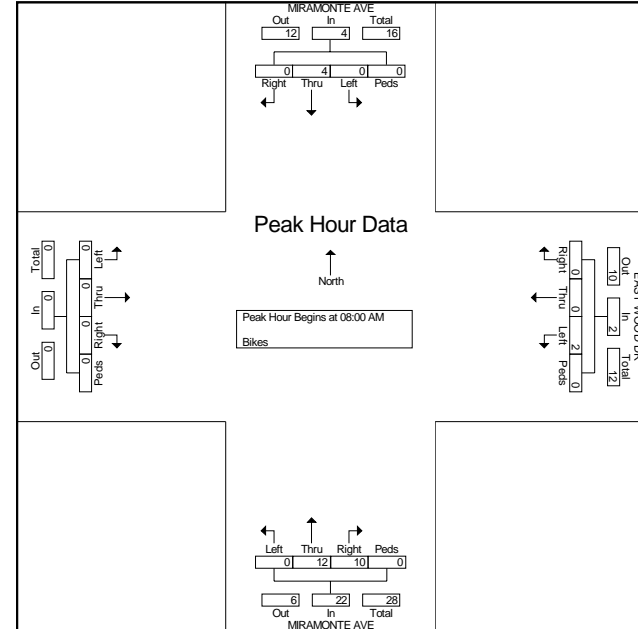 MIRAMONTE AVE
Out In Total
12 4 16
0 4 0 0
Right Thru Left Peds
Peak Hour Data
North
Peak Hour Begins at 08:00 AM
Bikes
Total In Out
0 0 0
0 0 0 0
Left Thru Right Peds
Right Thru Left Peds
0 0 2 0
Out In Total
10 2 12
EAST WOOD DR
Left Thru Right Peds
0 12 10 0
6 22 28
Out In Total
MIRAMONTE AVE